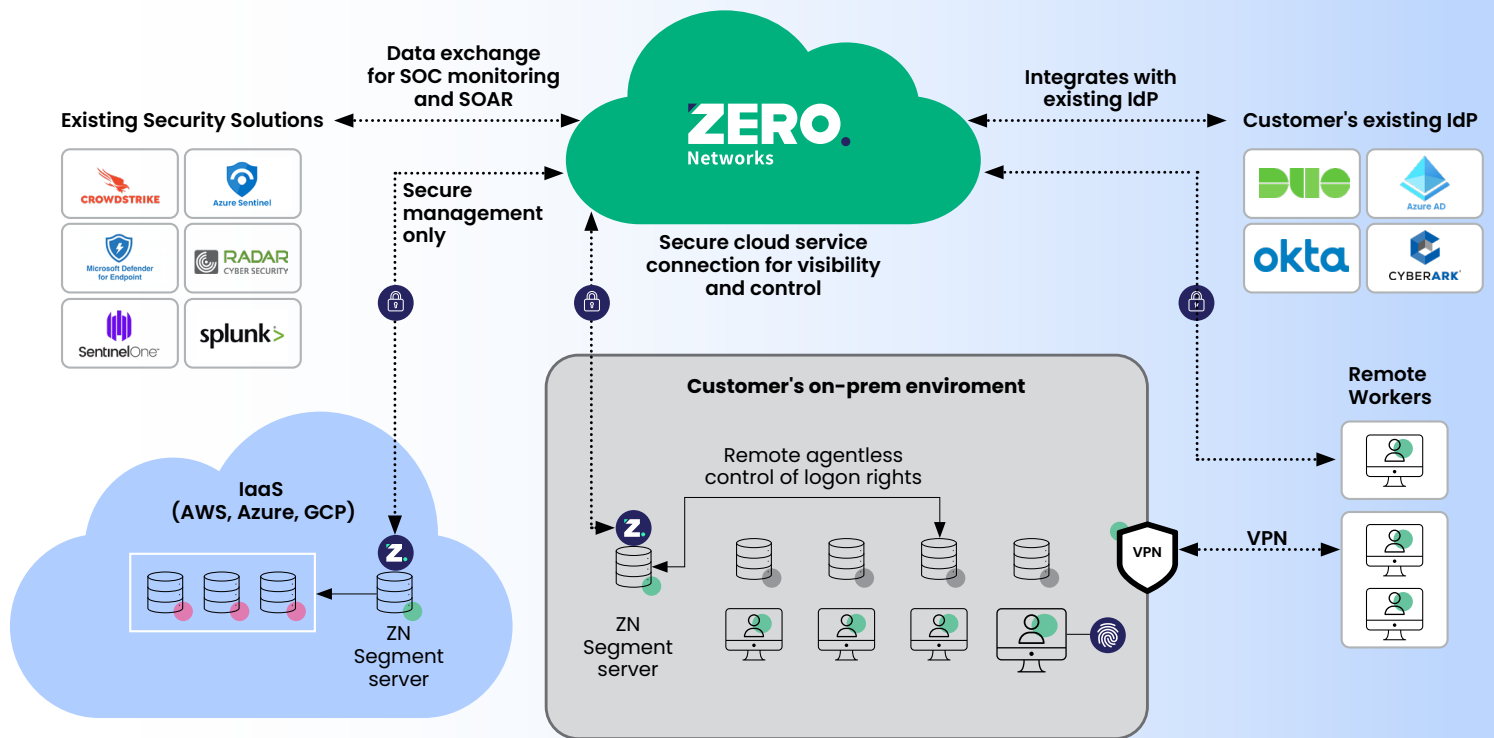 Data exchange
for SOC monitoring
and SOAR
Existing Security Solutions
CROWDSTRIKE
Azure Sentinel
Microsoft Defender
for Endpoint
RADAR
CYBER SECURITY
SentinelOne
splunk>
ZERO.
Networks
Integrates with
existing IdP
Customer's existing IdP
DUO
Azure AD
okta
CYBERARK
Secure
management
only
Secure cloud service
connection for visibility
and control
IaaS
(AWS, Azure, GCP)
Z.
ZN
Segment
server
Customer's on-prem enviroment
Remote agentless
control of logon rights
Z.
ZN
Segment
server
VPN
VPN
Remote
Workers